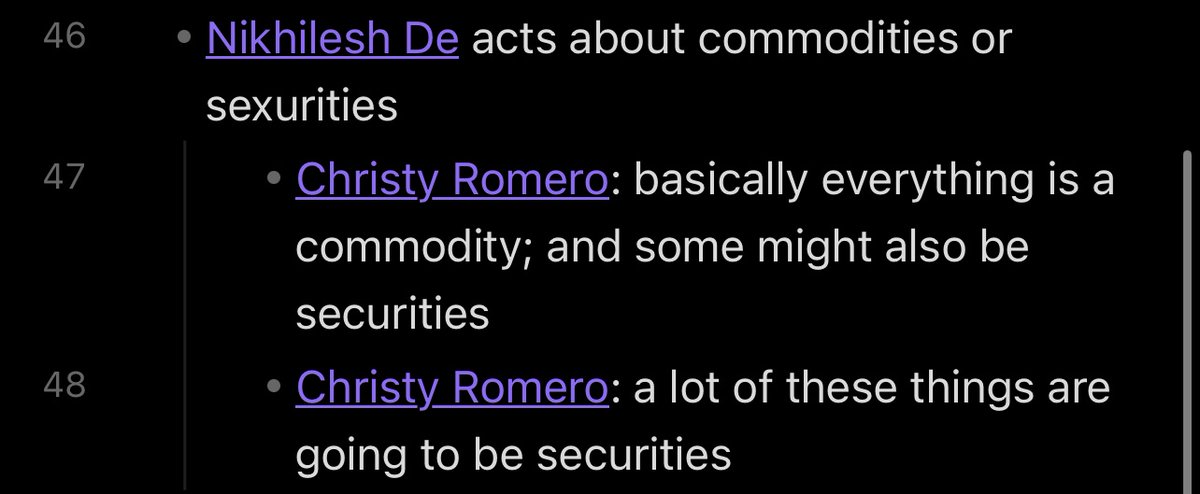 46 • Nikhilesh De acts about commodities or
sexurities
47 • Christy Romero: basically everything is a
commodity; and some might also be
securities
48 • Christy Romero: a lot of these things are
going to be securities